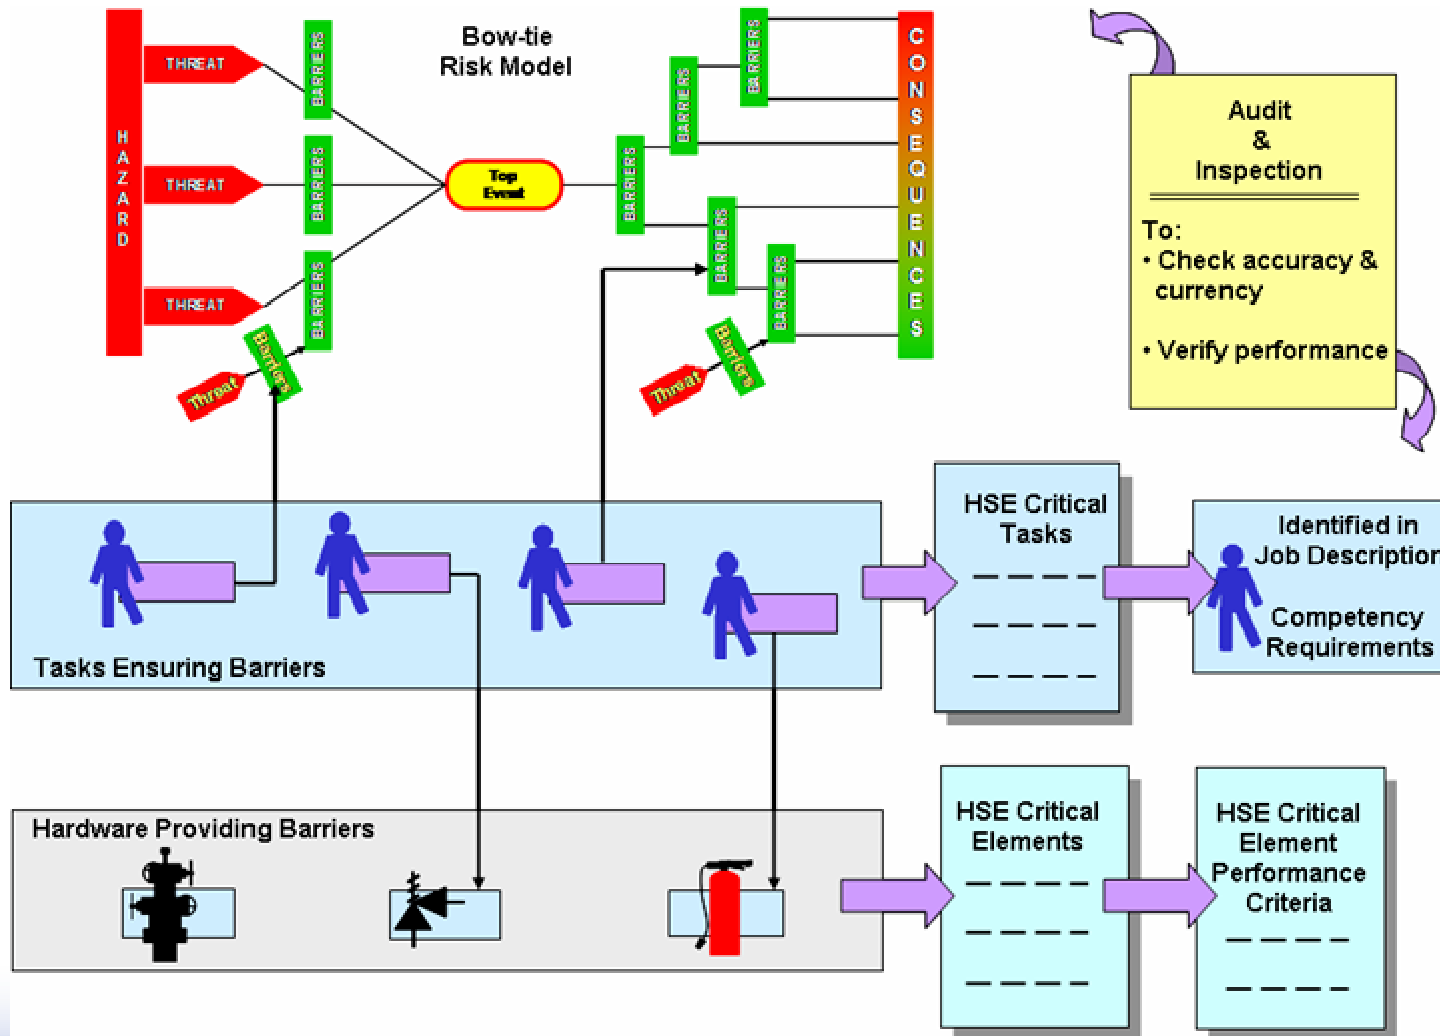 Bow-tie
Risk Model
HAZARD
THREAT
THREAT
THREAT
BARRIERS
BARRIERS
BARRIERS
Threat
Barriers
Top
Event
BARRIERS
BARRIERS
BARRIERS
BARRIERS
BARRIERS
Threat
Barriers
CONSEQUENCES
Audit
&
Inspection
To:
• Check accuracy &
currency
• Verify performance
Tasks Ensuring Barriers
HSE Critical
Tasks
Identified in
Job Description
Competency
Requirements
Hardware Providing Barriers
HSE Critical
Elements
HSE Critical
Element
Performance
Criteria